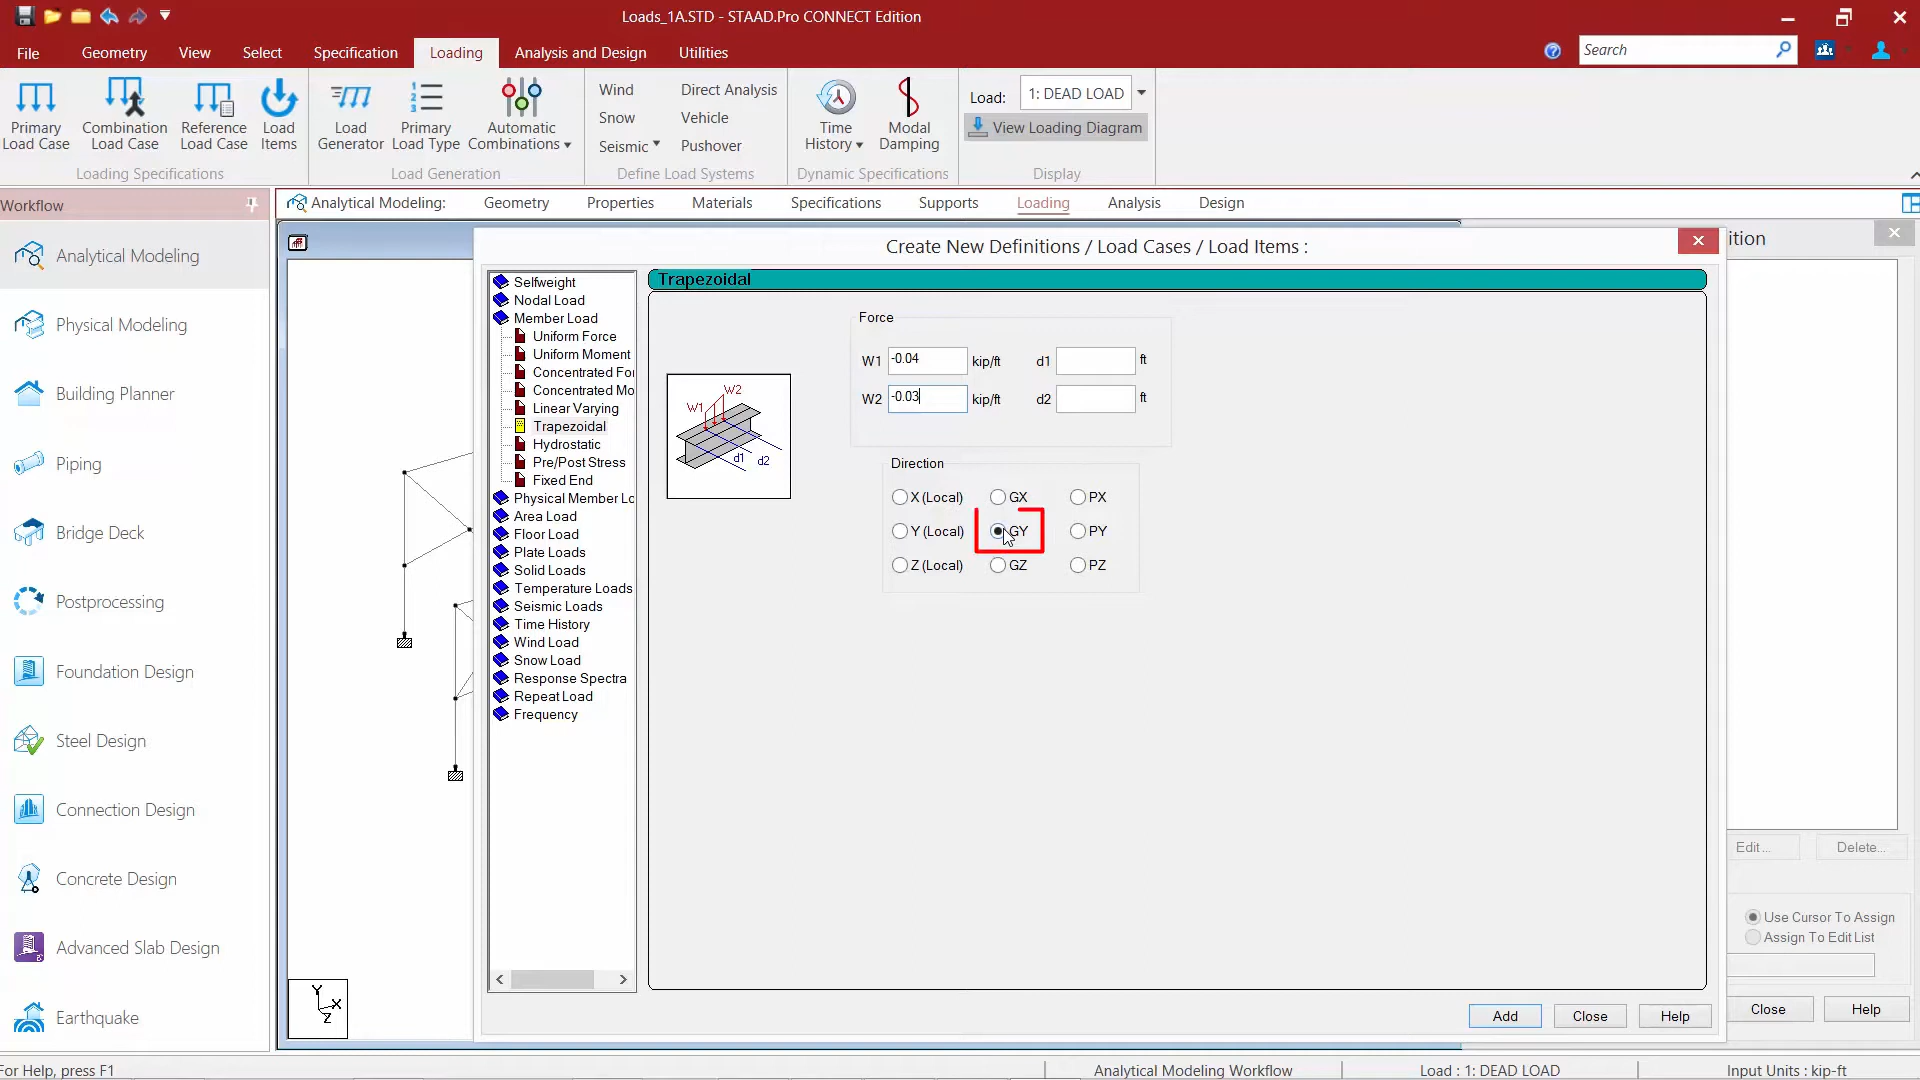 Loads_1A.STD - STAAD.Pro CONNECT Edition
File Geometry View Select Specification Loading Analysis and Design Utilities Search
Primary Load Case
Combination Load Case
Reference Load Case
Load Items
Loading Specifications
Load Generator
Primary Load Type
Automatic Combinations
Load Generation
Wind
Snow
Seismic
Direct Analysis
Vehicle
Pushover
Define Load Systems
Time History
Modal Damping
Dynamic Specifications
Load: 1: DEAD LOAD
View Loading Diagram
Display
Workflow
Analytical Modeling: Geometry Properties Materials Specifications Supports Loading Analysis Design
Analytical Modeling
Physical Modeling
Building Planner
Piping
Bridge Deck
Postprocessing
Foundation Design
Steel Design
Connection Design
Concrete Design
Advanced Slab Design
Earthquake
Create New Definitions / Load Cases / Load Items :
ition
Selfweight
Nodal Load
Member Load
Uniform Force
Uniform Moment
Concentrated For
Concentrated Mo
Linear Varying
Trapezoidal
Hydrostatic
Pre/Post Stress
Fixed End
Physical Member Lo
Area Load
Floor Load
Plate Loads
Solid Loads
Temperature Loads
Seismic Loads
Time History
Wind Load
Snow Load
Response Spectra
Repeat Load
Frequency
Trapezoidal
W2
W1
d1 d2
Force
W1 -0.04 kip/ft d1 ft
W2 -0.03 kip/ft d2 ft
Direction
X (Local) GX PX
Y (Local) GY PY
Z (Local) GZ PZ
Add Close Help
Edit... Delete...
Use Cursor To Assign
Assign To Edit List
Close Help
Y
X
Z
For Help, press F1 Analytical Modeling Workflow Load : 1: DEAD LOAD Input Units : kip-ft